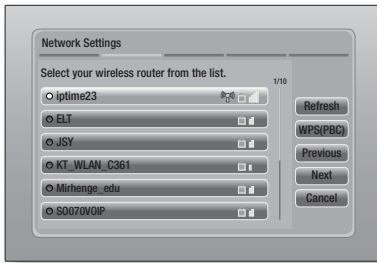 Network Settings
Select your wireless router from the list.
1/10
iptime23
ELT
JSY
KT_WLAN_C361
Mirhenge_edu
SO070VOIP
Refresh
WPS(PBC)
Previous
Next
Cancel